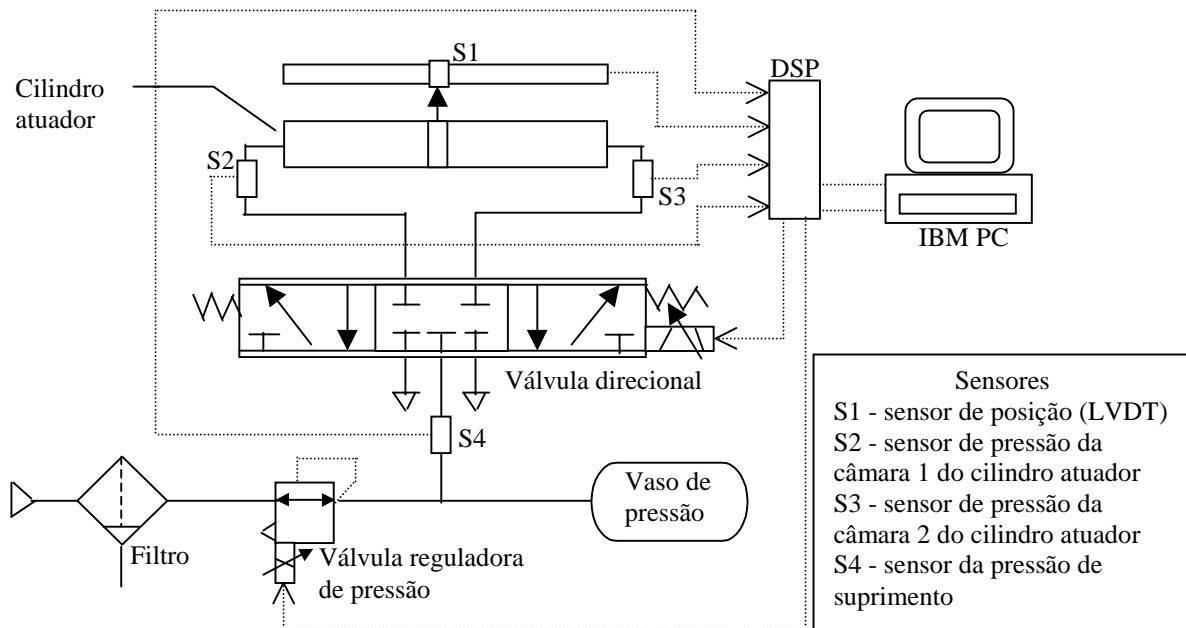 S1
DSP
Cilindro
atuador
S2
S3
IBM PC
Válvula direcional
S4
Sensores
S1 - sensor de posição (LVDT)
S2 - sensor de pressão da
câmara 1 do cilindro atuador
S3 - sensor de pressão da
câmara 2 do cilindro atuador
S4 - sensor da pressão de
suprimento
Vaso de
pressão
Filtro
Válvula reguladora
de pressão